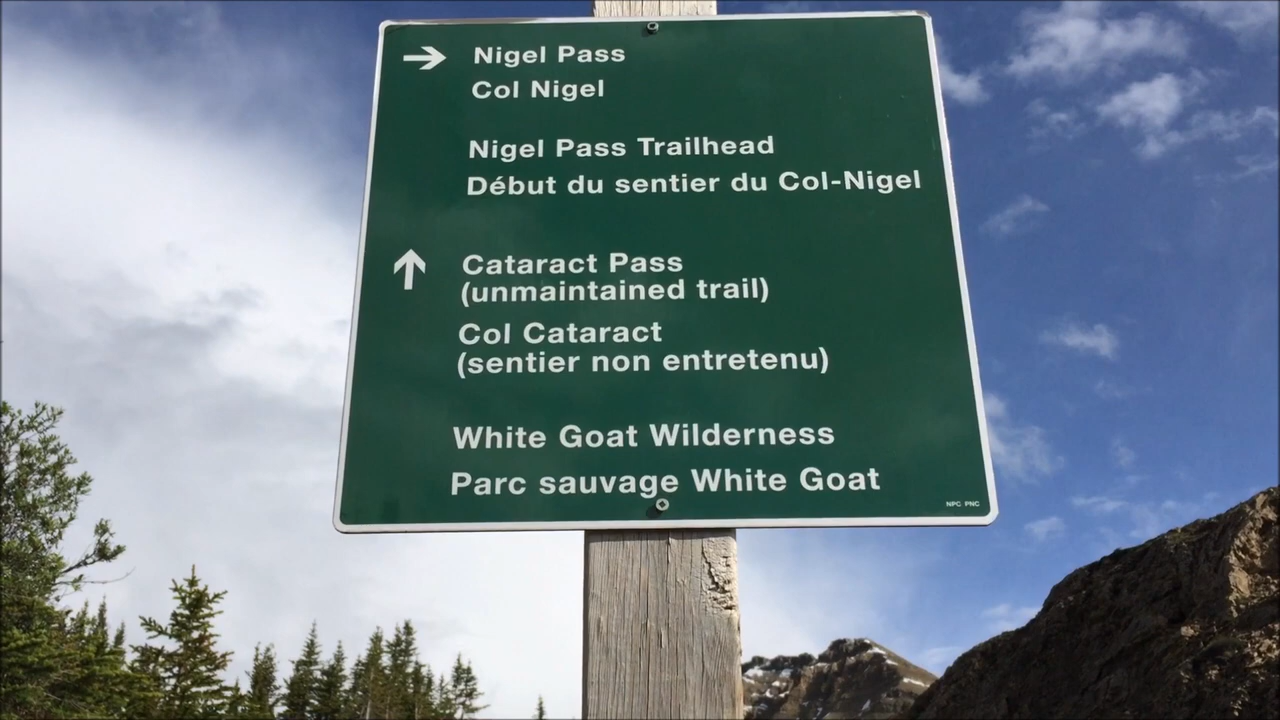 Nigel Pass
Col Nigel
Nigel Pass Trailhead
Début du sentier du Col-Nigel
Cataract Pass
(unmaintained trail)
Col Cataract
(sentier non entretenu)
White Goat Wilderness
Parc sauvage White Goat
NPC PNC